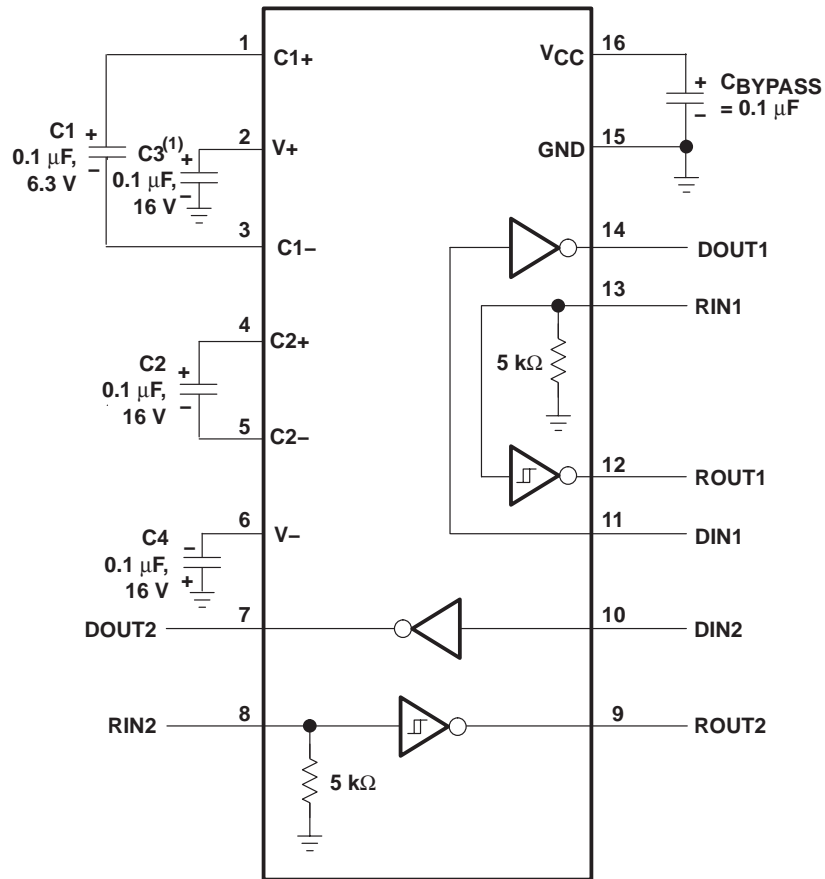 1
C1+
C1
0.1 µF,
6.3 V
+
−
2
V+
C3(1)
0.1 µF,
16 V
+
−
3
C1−
4
C2+
C2
0.1 µF,
16 V
+
−
5
C2−
6
V−
C4
0.1 µF,
16 V
−
+
DOUT2
7
RIN2
8
5 kΩ
VCC
16
+
−
CBYPASS
= 0.1 µF
GND
15
14
DOUT1
13
RIN1
5 kΩ
12
ROUT1
11
DIN1
10
DIN2
9
ROUT2